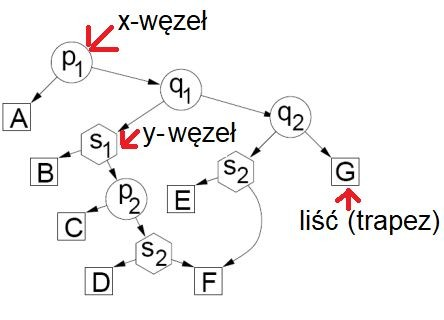 x-węzeł
p1
q1
A
q2
s1
y-węzeł
B
s2
G
p2
E
liść (trapez)
C
s2
D
F